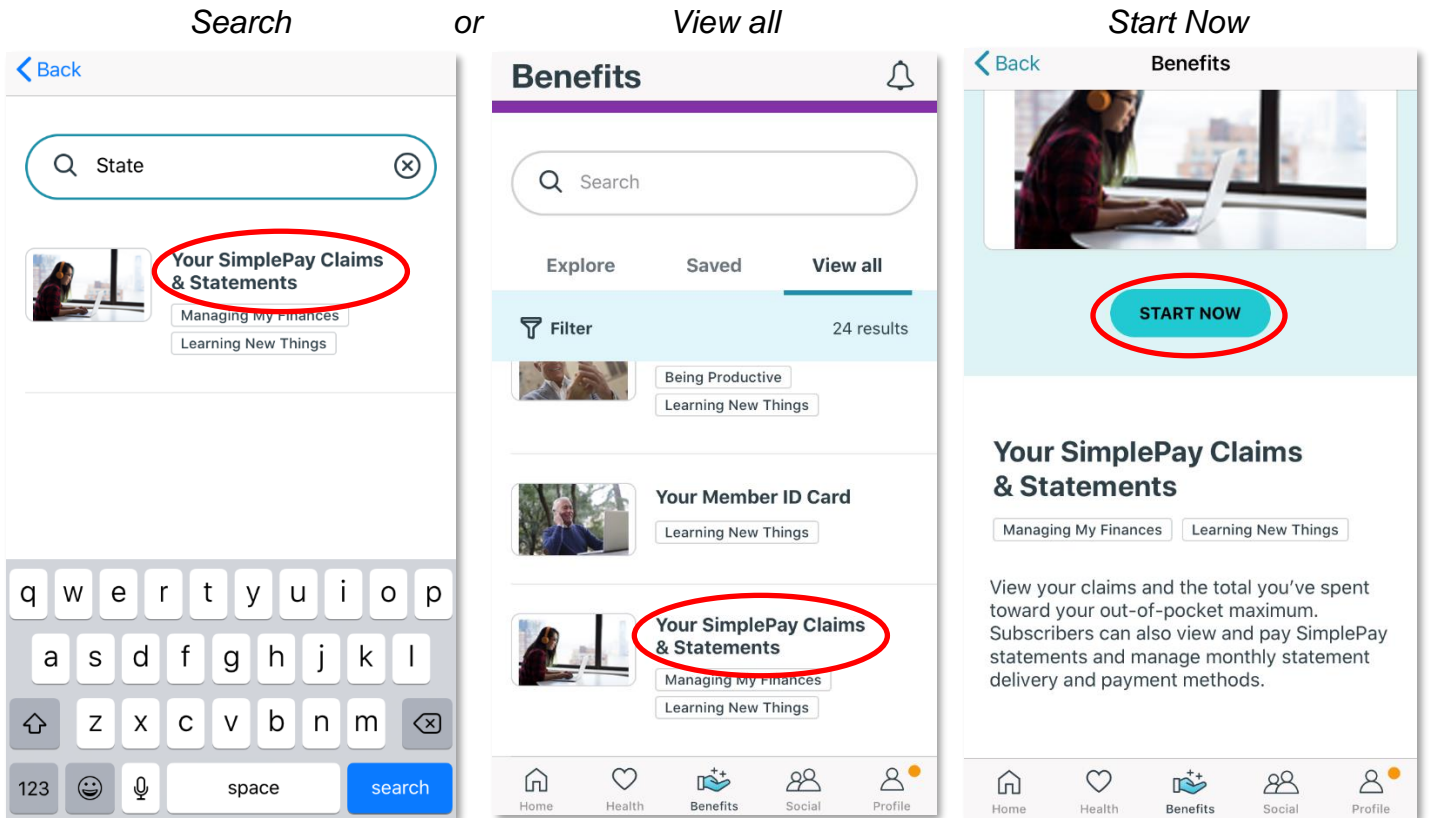 Search or View all Start Now
Back
State
Your SimplePay Claims
& Statements
Managing My Finances
Learning New Things
q w e r t y u i o p
a s d f g h j k l
z x c v b n m
123 space search
Benefits
Search
Explore Saved View all
Filter 24 results
Being Productive
Learning New Things
Your Member ID Card
Learning New Things
Your SimplePay Claims
& Statements
Managing My Finances
Learning New Things
Home Health Benefits Social Profile
Back Benefits
START NOW
Your SimplePay Claims
& Statements
Managing My Finances Learning New Things
View your claims and the total you’ve spent
toward your out-of-pocket maximum.
Subscribers can also view and pay SimplePay
statements and manage monthly statement
delivery and payment methods.
Home Health Benefits Social Profile